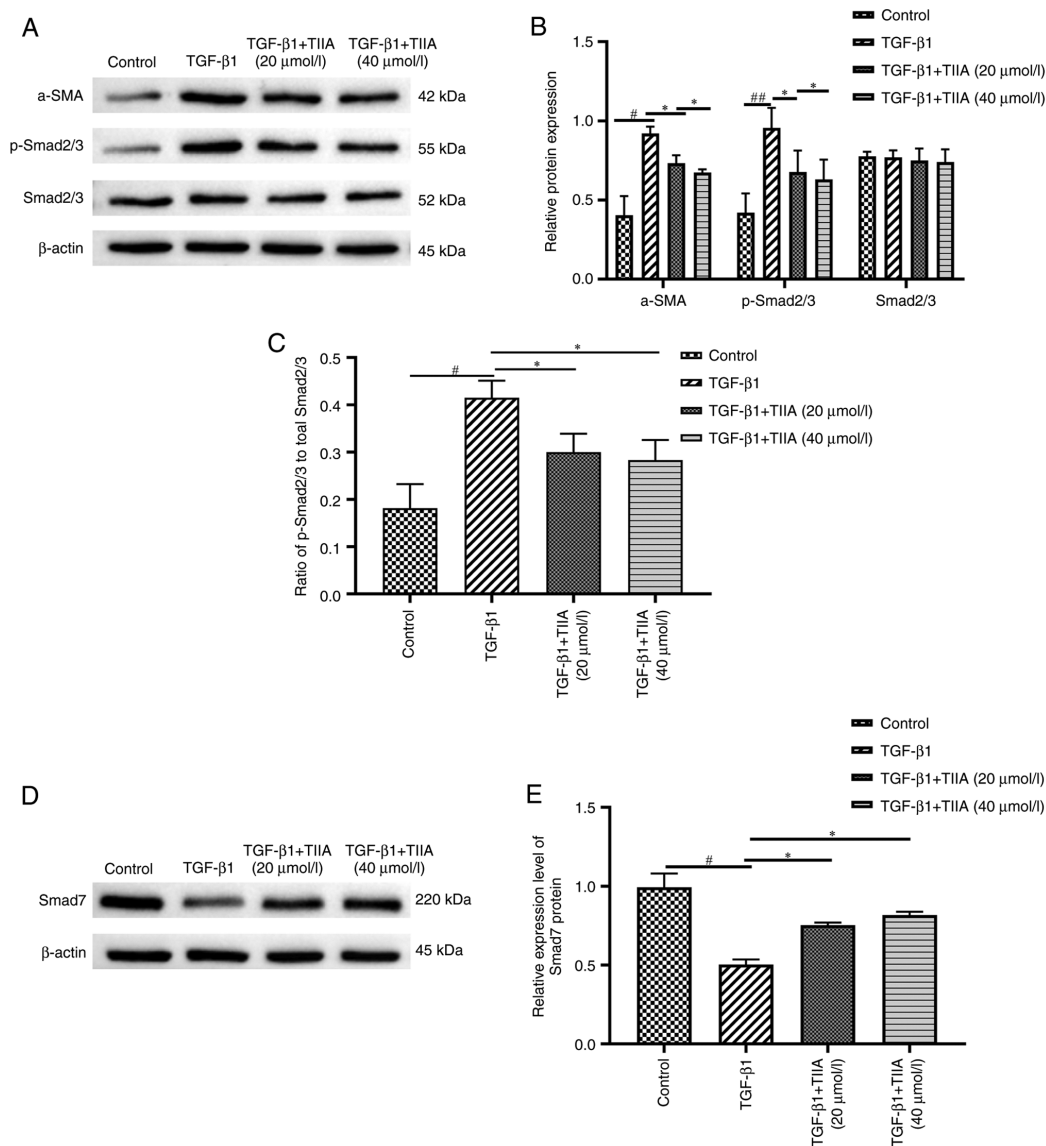 A
Control
TGF-β1
TGF-β1+TIIA
(20 μmol/l)
TGF-β1+TIIA
(40 μmol/l)
a-SMA
42 kDa
p-Smad2/3
55 kDa
Smad2/3
52 kDa
β-actin
45 kDa
B
Relative protein expression
1.5
1.0
0.5
0.0
# * *
## * *
a-SMA
p-Smad2/3
Smad2/3
Control
TGF-β1
TGF-β1+TIIA (20 μmol/l)
TGF-β1+TIIA (40 μmol/l)
C
Ratio of p-Smad2/3 to toal Smad2/3
0.5
0.4
0.3
0.2
0.1
0.0
*
# *
Control
TGF-β1
TGF-β1+TIIA
(20 μmol/l)
TGF-β1+TIIA
(40 μmol/l)
Control
TGF-β1
TGF-β1+TIIA (20 μmol/l)
TGF-β1+TIIA (40 μmol/l)
D
Control
TGF-β1
TGF-β1+TIIA
(20 μmol/l)
TGF-β1+TIIA
(40 μmol/l)
Smad7
220 kDa
β-actin
45 kDa
E
Relative expression level of
Smad7 protein
1.5
1.0
0.5
0.0
*
# *
Control
TGF-β1
TGF-β1+TIIA
(20 μmol/l)
TGF-β1+TIIA
(40 μmol/l)
Control
TGF-β1
TGF-β1+TIIA (20 μmol/l)
TGF-β1+TIIA (40 μmol/l)